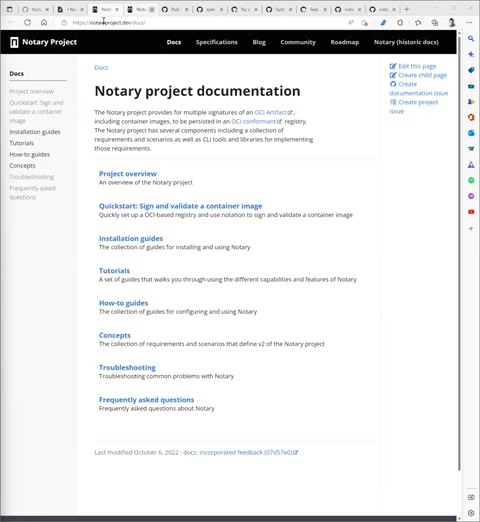 https://notaryproject.dev/docs/
Notary Project
Docs
Specifications
Blog
Community
Roadmap
Notary (historic docs)
Docs
Project overview
Quickstart: Sign and
validate a container
image
Installation guides
Tutorials
How-to guides
Concepts
Troubleshooting
Frequently asked
questions
Docs
Notary project documentation
The Notary project provides for multiple signatures of an OCI Artifact,
including container images, to be persisted in an OCI conformant registry.
The Notary project has several components including a collection of
requirements and scenarios as well as CLI tools and libraries for implementing
those requirements.
Project overview
An overview of the Notary project
Quickstart: Sign and validate a container image
Quickly set up a OCI-based registry and use notation to sign and validate a container image
Installation guides
The collection of guides for installing and using Notary
Tutorials
A set of guides that walks you through using the different capabilities and features of Notary
How-to guides
The collection of guides for configuring and using Notary
Concepts
The collection of requirements and scenarios that define v2 of the Notary project
Troubleshooting
Troubleshooting common problems with Notary
Frequently asked questions
Frequently asked questions about Notary
Last modified October 6, 2022 : docs: incorporated feedback (07d57e0)
Edit this page
Create child page
Create
documentation issue
Create project
issue